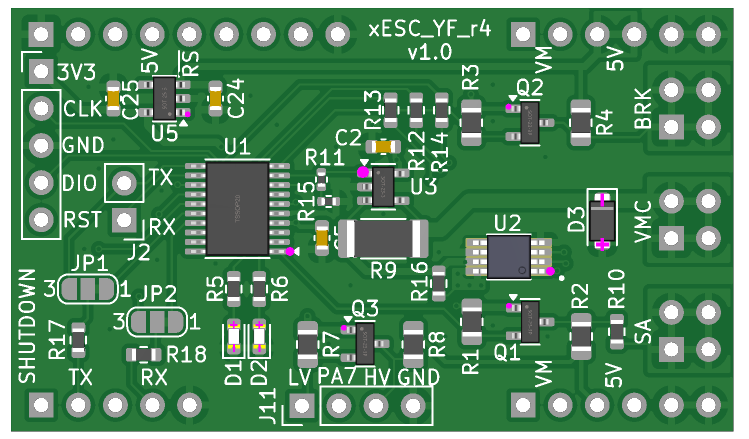 xESC_YF_r4
v1.0
5V
RS
VM
5V
3V3
CLK
GND
DIO
RST
C25
C24
U5
TX
RX
J2
U1
R11
R15
R13
C2
R12
R14
U3
R3
Q2
R4
BRK
U2
D3
VMC
R9
R16
JP1
3
1
JP2
3
1
SHUTDOWN
R17
R18
TX
RX
R5
R6
D1
D2
Q3
R7
R8
R1
Q1
R2
R10
SA
LV
PA7
HV
GND
J11
VM
5V